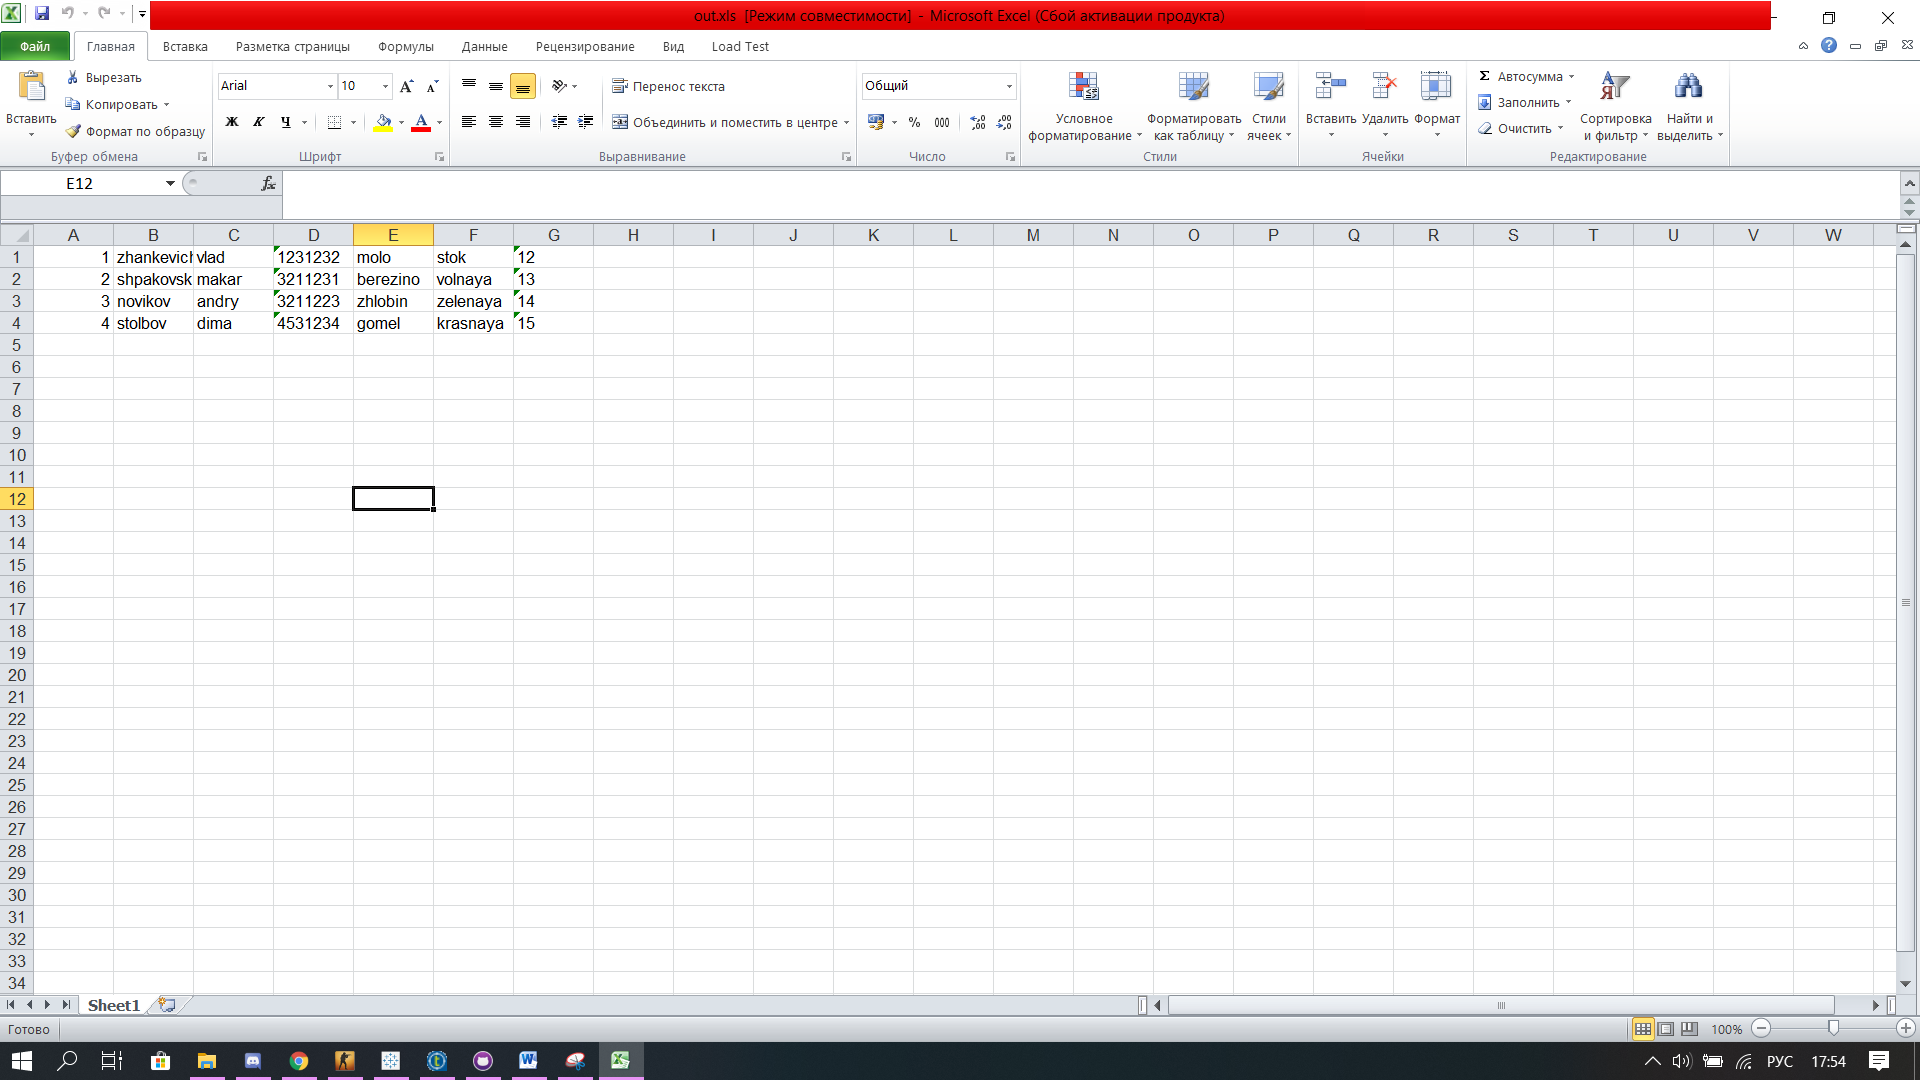 out.xls [Режим совместимости] - Microsoft Excel (Сбой активации продукта)
Файл Главная Вставка Разметка страницы Формулы Данные Рецензирование Вид Load Test
Вставить
Вырезать
Копировать
Формат по образцу
Буфер обмена
Arial 10
Ж К Ч
Шрифт
Перенос текста
Объединить и поместить в центре
Выравнивание
Общий
% 000
Число
Условное форматирование
Форматировать как таблицу
Стили ячеек
Стили
Вставить Удалить Формат
Ячейки
Σ Автосумма
Заполнить
Очистить
Сортировка и фильтр
Найти и выделить
Редактирование
E12 fx
A B C D E F G H I J K L M N O P Q R S T U V W
1 1 zhankevich vlad 1231232 molo stok 12
2 2 shpakovsk makar 3211231 berezino volnaya 13
3 3 novikov andry 3211223 zhlobin zelenaya 14
4 4 stolbov dima 4531234 gomel krasnaya 15
5
6
7
8
9
10
11
12
13
14
15
16
17
18
19
20
21
22
23
24
25
26
27
28
29
30
31
32
33
34
Sheet1
Готово 100%
РУС 17:54